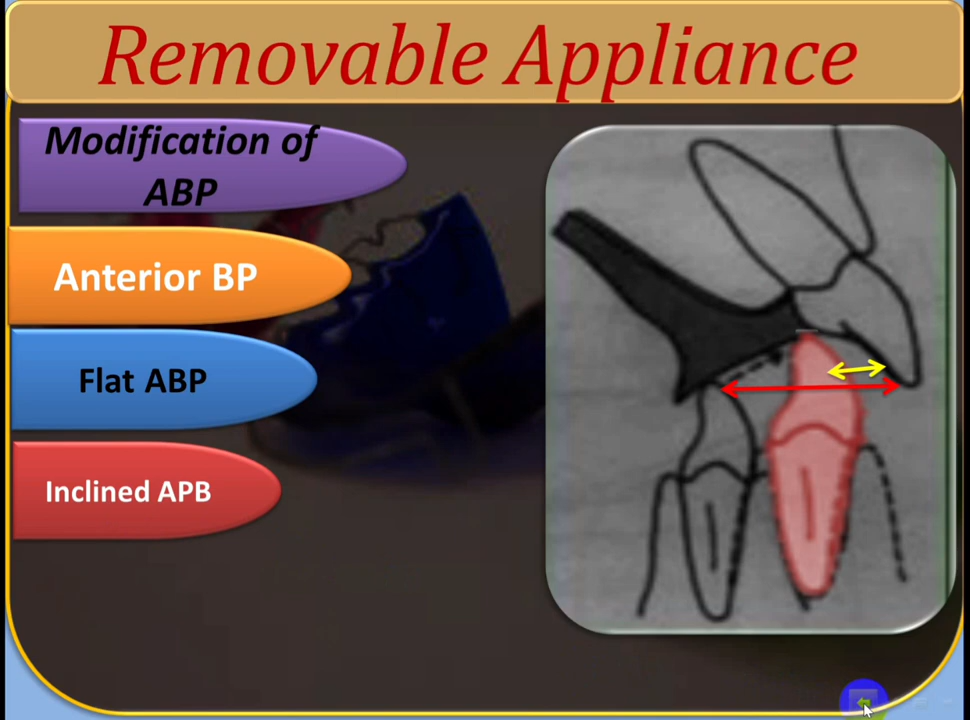 Removable Appliance
Modification of
ABP
Anterior BP
Flat ABP
Inclined APB